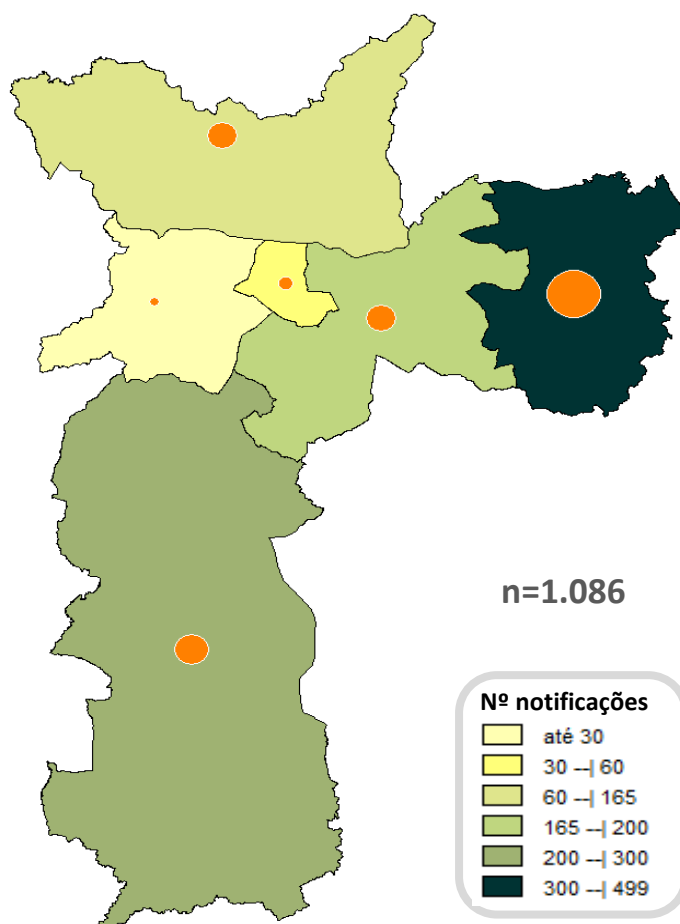 n=1.086
Nº notificações
até 30
30 --| 60
60 --| 165
165 --| 200
200 --| 300
300 --| 499